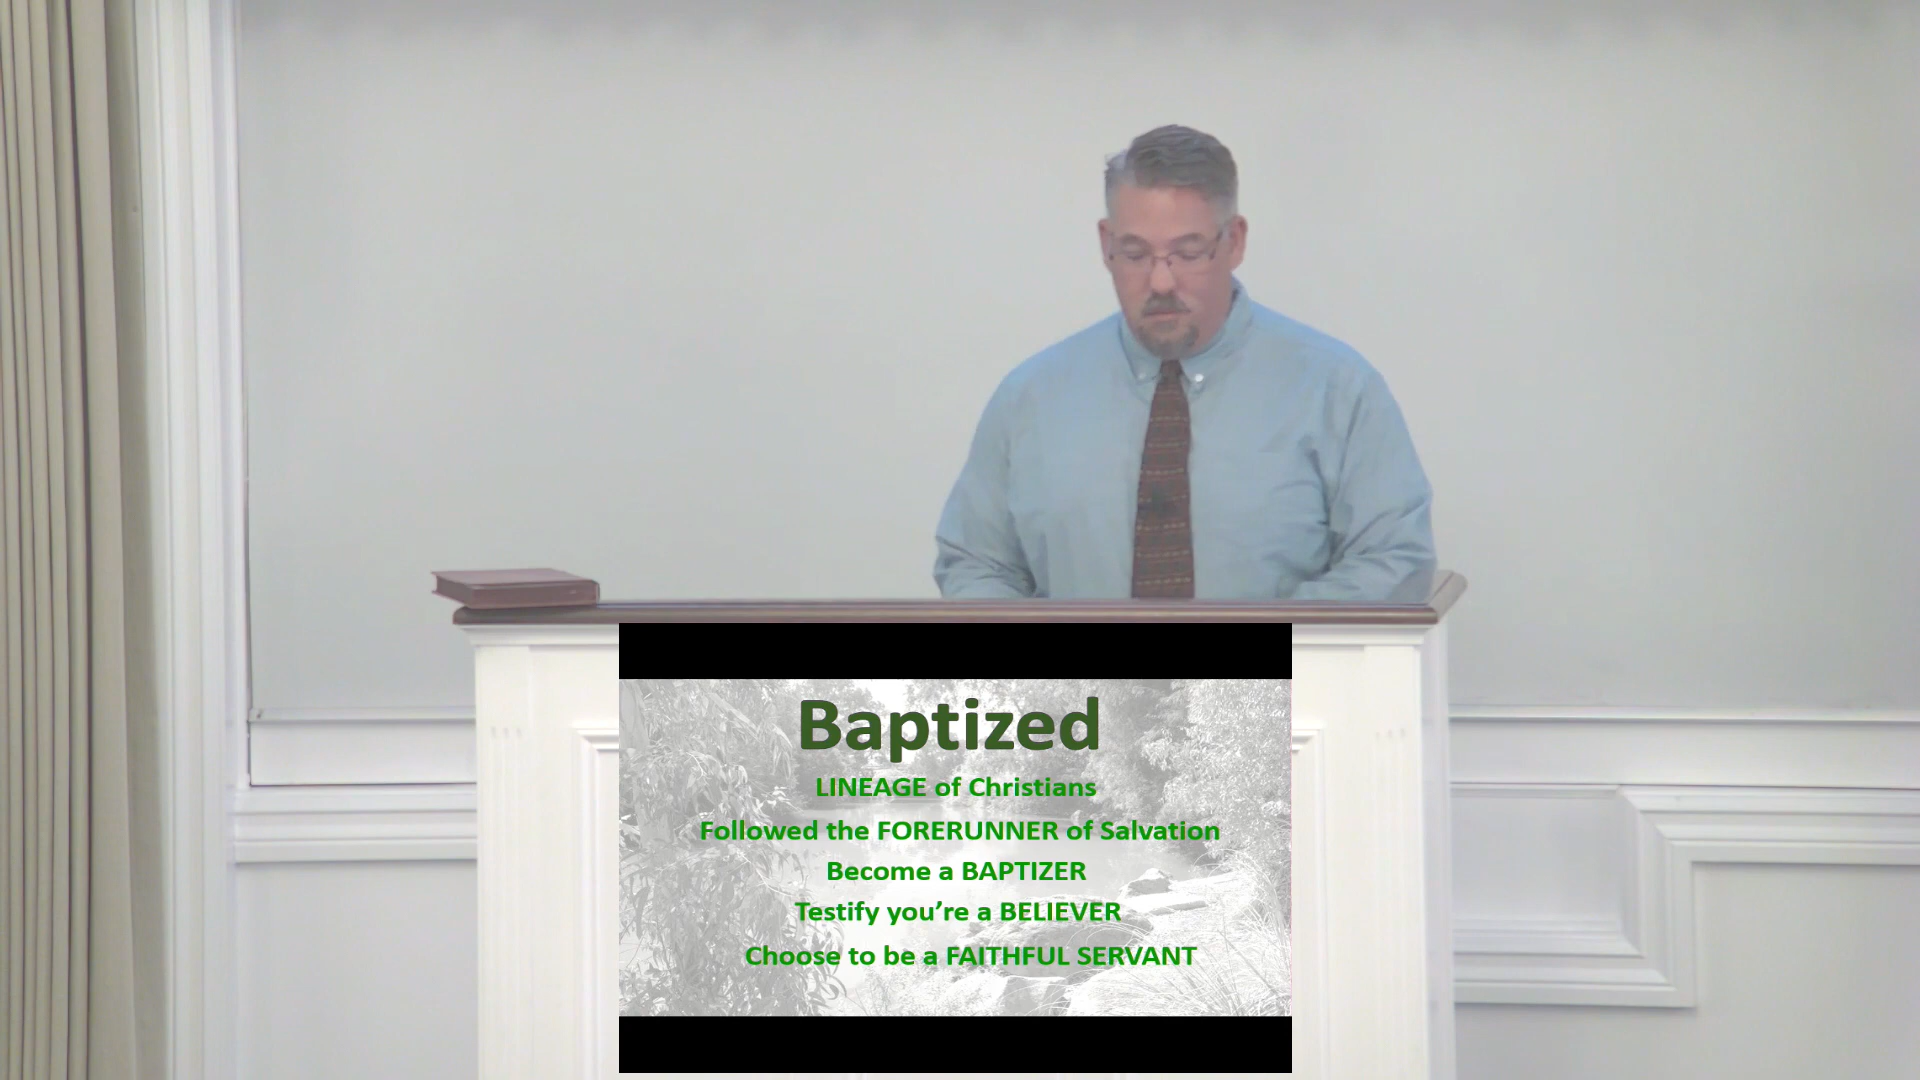 Baptized
LINEAGE of Christians
Followed the FORERUNNER of Salvation
Become a BAPTIZER
Testify you’re a BELIEVER
Choose to be a FAITHFUL SERVANT